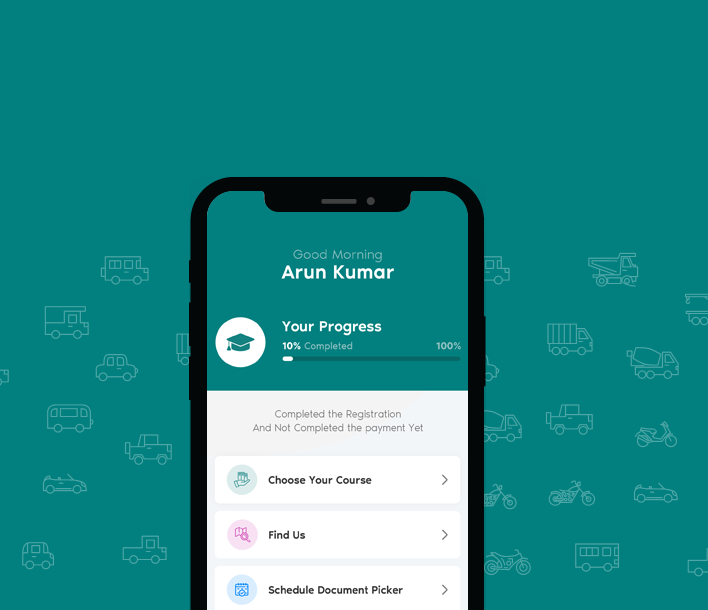 Good Morning
Arun Kumar
Your Progress
10% Completed 100%
Completed the Registration
And Not Completed the payment Yet
Choose Your Course
Find Us
Schedule Document Picker